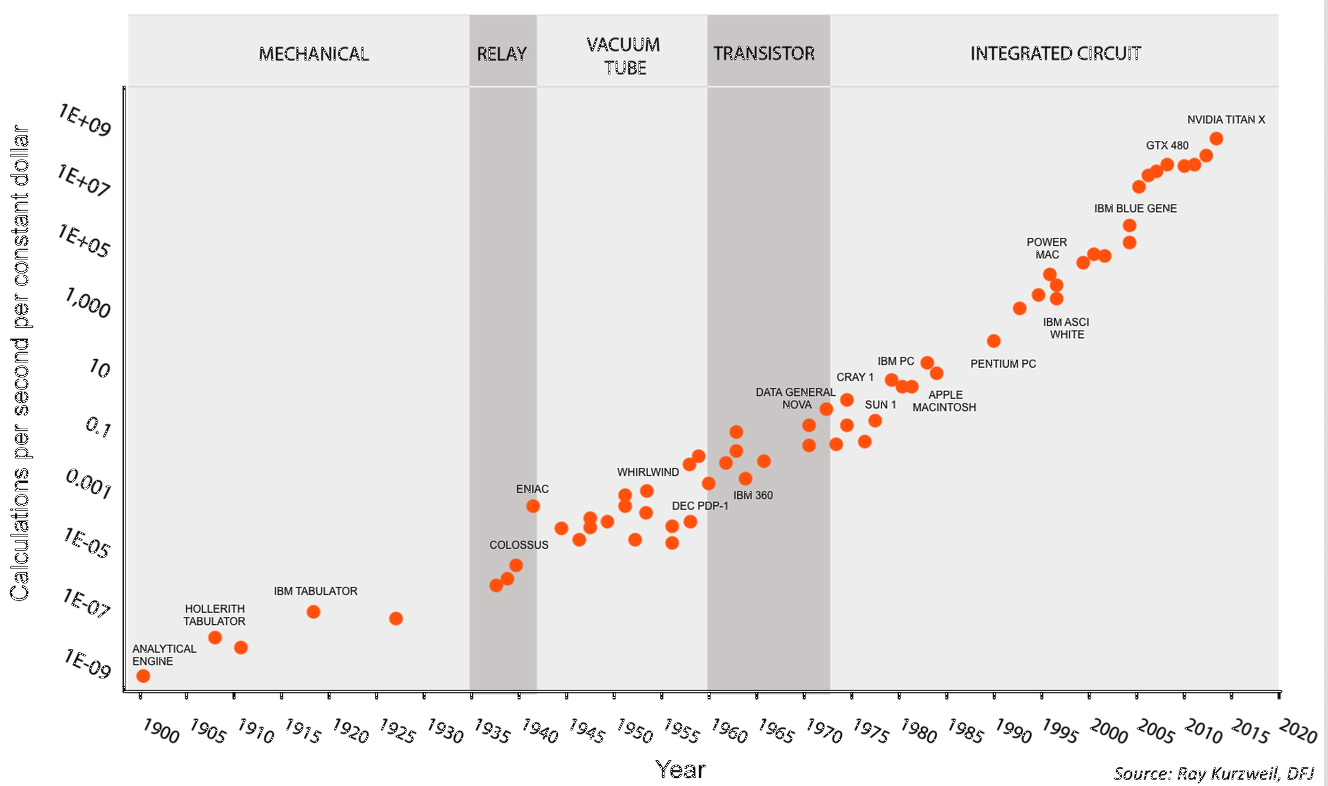 MECHANICAL
RELAY
VACUUM
TUBE
TRANSISTOR
INTEGRATED CIRCUIT
Calculations per second per constant dollar
1E+09
1E+07
1E+05
1,000
10
0.1
0.001
1E-05
1E-07
1E-09
NVIDIA TITAN X
GTX 480
IBM BLUE GENE
POWER
MAC
IBM ASCI
WHITE
PENTIUM PC
IBM PC
CRAY 1
APPLE
MACINTOSH
DATA GENERAL
NOVA
SUN 1
WHIRLWIND
ENIAC
IBM 360
DEC PDP-1
COLOSSUS
IBM TABULATOR
HOLLERITH
TABULATOR
ANALYTICAL
ENGINE
1900 1905 1910 1915 1920 1925 1930 1935 1940 1945 1950 1955 1960 1965 1970 1975 1980 1985 1990 1995 2000 2005 2010 2015 2020
Year
Source: Ray Kurzweil, DFJ